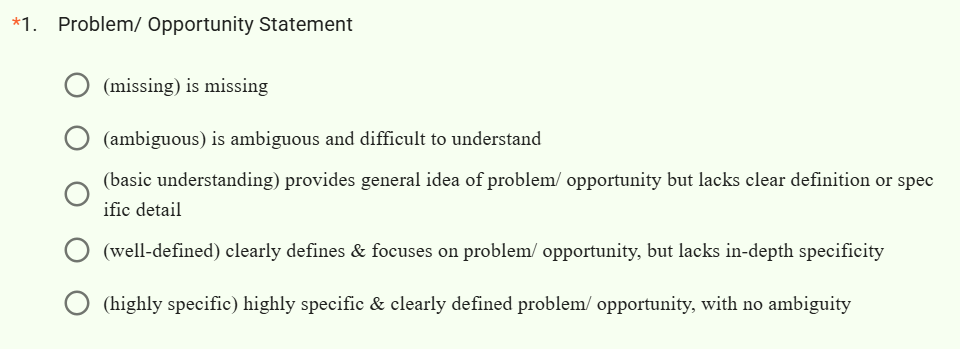 *1. Problem/ Opportunity Statement
(missing) is missing
(ambiguous) is ambiguous and difficult to understand
(basic understanding) provides general idea of problem/ opportunity but lacks clear definition or spec
ific detail
(well-defined) clearly defines & focuses on problem/ opportunity, but lacks in-depth specificity
(highly specific) highly specific & clearly defined problem/ opportunity, with no ambiguity